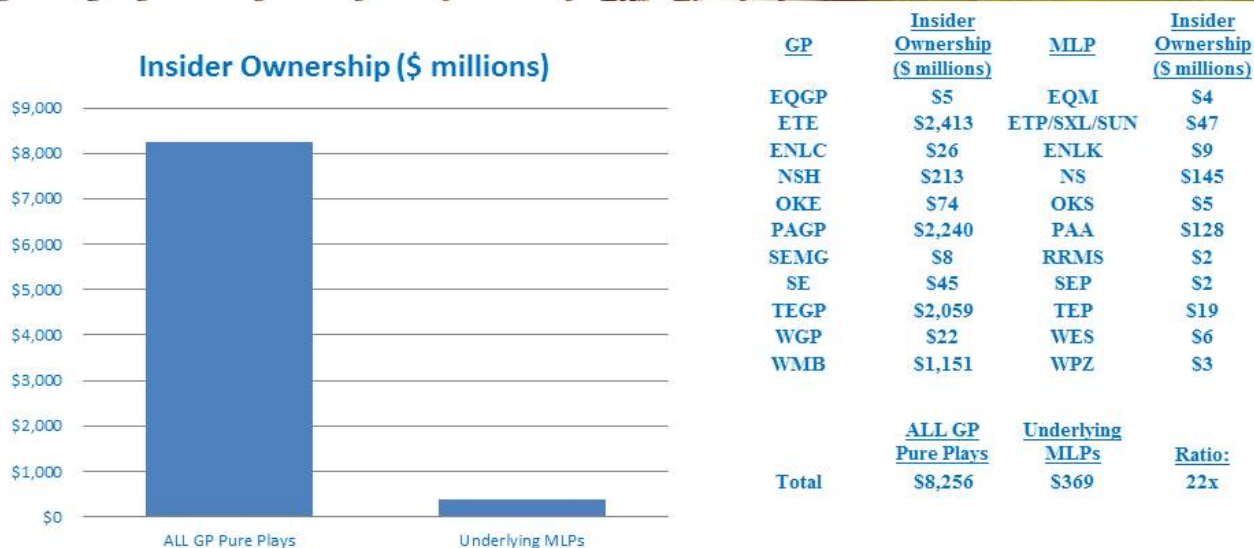 Insider Ownership ($ millions)
$9,000
$8,000
$7,000
$6,000
$5,000
$4,000
$3,000
$2,000
$1,000
$0
ALL GP Pure Plays Underlying MLPs
GP Insider Ownership ($ millions) MLP Insider Ownership ($ millions)
EQGP $5 EQM $4
ETE $2,413 ETP/SXL/SUN $47
ENLC $26 ENLK $9
NSH $213 NS $145
OKE $74 OKS $5
PAGP $2,240 PAA $128
SEMG $8 RRMS $2
SE $45 SEP $2
TEGP $2,059 TEP $19
WGP $22 WES $6
WMB $1,151 WPZ $3
ALL GP Pure Plays Underlying MLPs Ratio:
Total $8,256 $369 22x